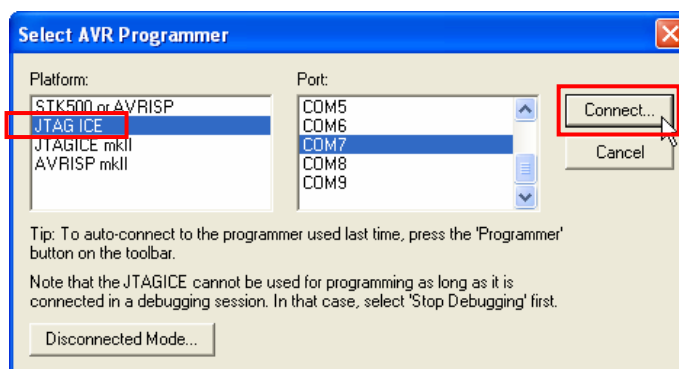 Select AVR Programmer
Platform:
Port:
STK500 or AVRISP
JTAG ICE
JTAGICE mkII
AVRISP mkII
COM5
COM6
COM7
COM8
COM9
Connect...
Cancel
Tip: To auto-connect to the programmer used last time, press the 'Programmer'
button on the toolbar.
Note that the JTAGICE cannot be used for programming as long as it is
connected in a debugging session. In that case, select 'Stop Debugging' first.
Disconnected Mode...